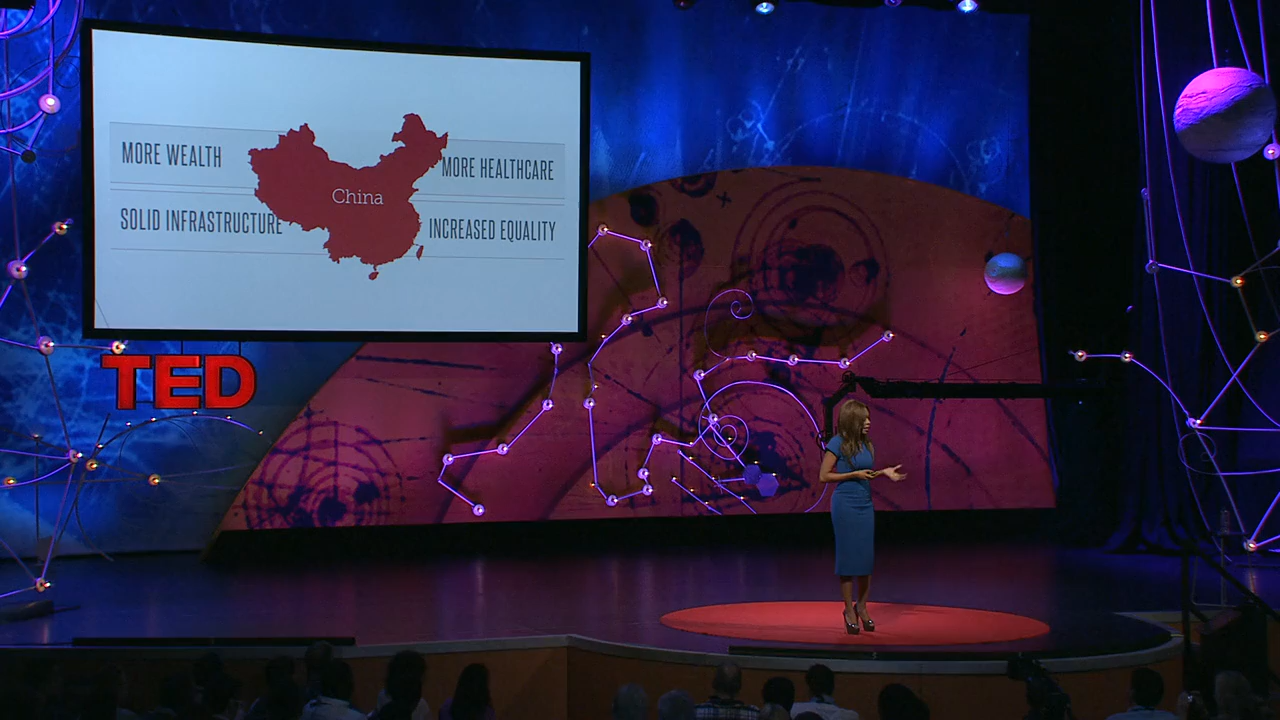 MORE WEALTH
MORE HEALTHCARE
China
SOLID INFRASTRUCTURE
INCREASED EQUALITY
TED